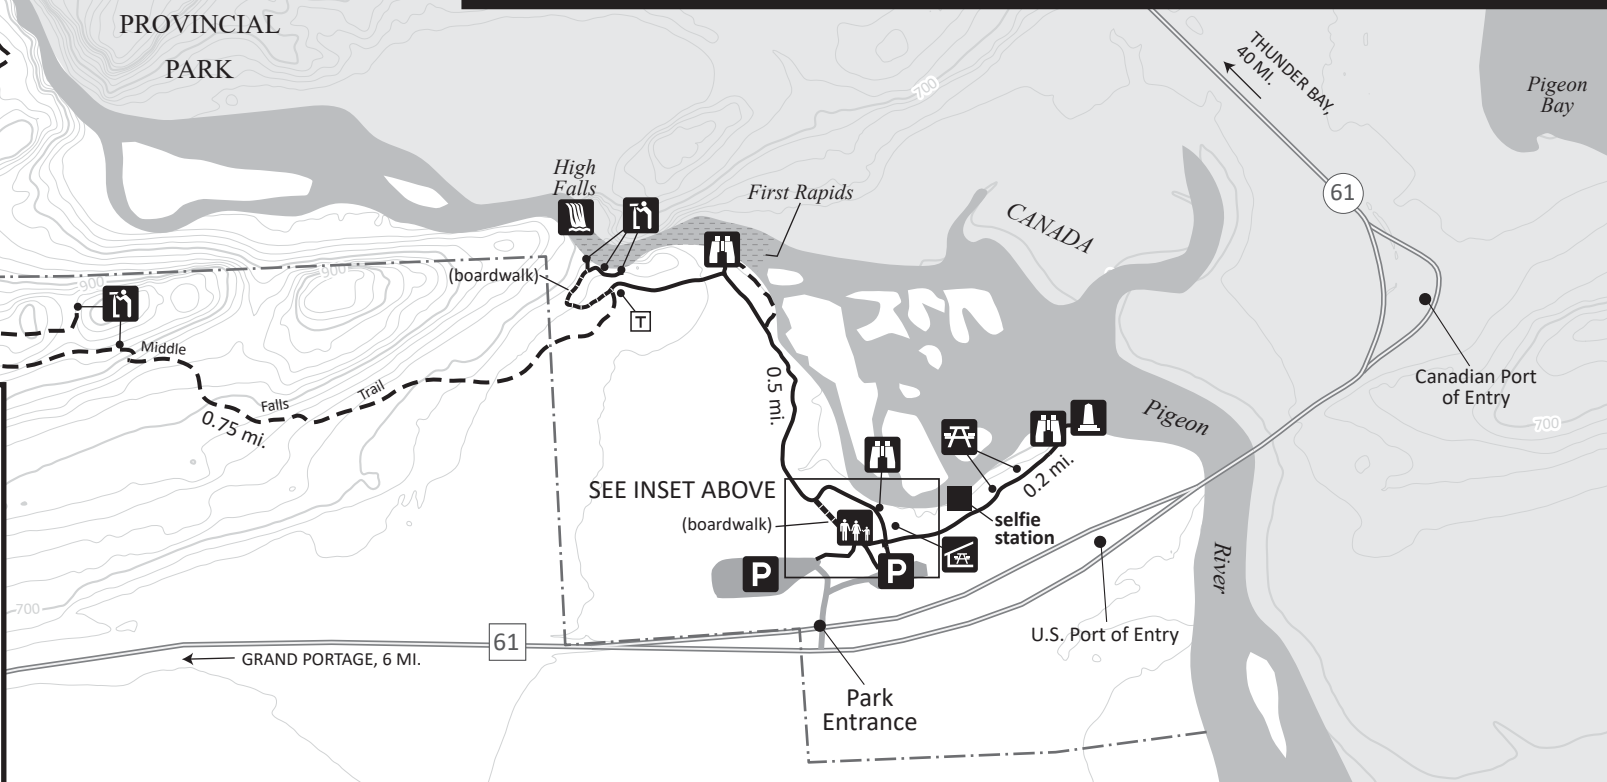 PROVINCIAL
PARK
700
THUNDER BAY,
40 MI.
Pigeon
Bay
High
Falls
First Rapids
CANADA
61
900
900
(boardwalk)
T
Middle
Falls
Trail
0.75 mi.
0.5 mi.
Canadian Port
of Entry
700
Pigeon
River
0.2 mi.
SEE INSET ABOVE
(boardwalk)
selfie
station
P
P
700
61
GRAND PORTAGE, 6 MI.
U.S. Port of Entry
Park
Entrance